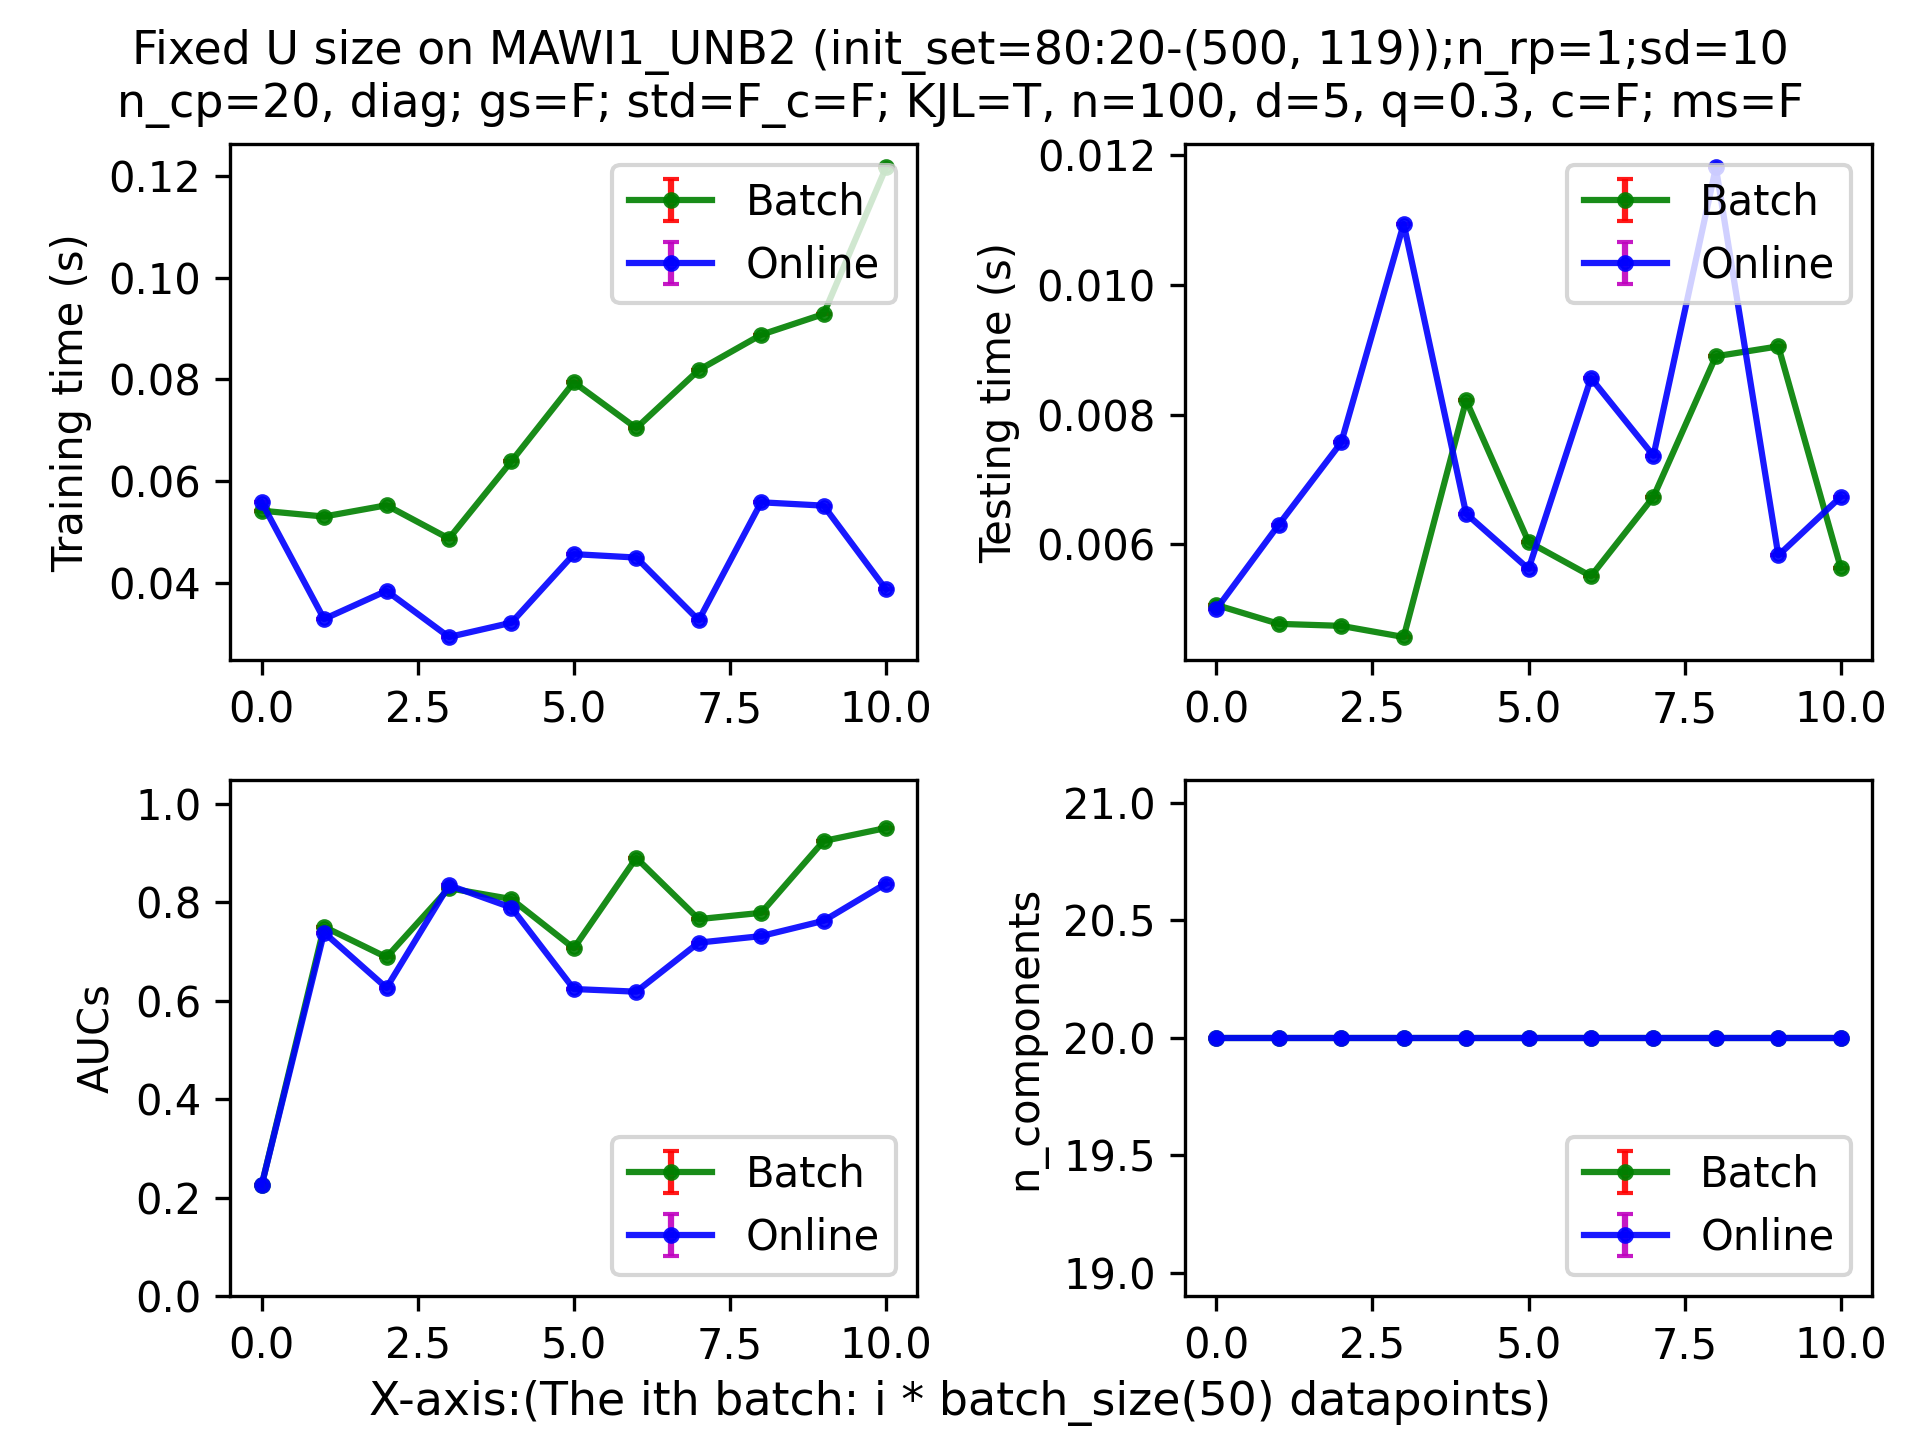 Fixed U size on MAWI1_UNB2 (init_set=80:20-(500, 119));n_rp=1;sd=10
n_cp=20, diag; gs=F; std=F_c=F; KJL=T, n=100, d=5, q=0.3, c=F; ms=F
Training time (s)
0.12
0.10
0.08
0.06
0.04
0.0 2.5 5.0 7.5 10.0
Batch
Online
Testing time (s)
0.012
0.010
0.008
0.006
0.0 2.5 5.0 7.5 10.0
Batch
Online
AUCs
1.0
0.8
0.6
0.4
0.2
0.0
0.0 2.5 5.0 7.5 10.0
Batch
Online
n_components
21.0
20.5
20.0
19.5
19.0
0.0 2.5 5.0 7.5 10.0
Batch
Online
X-axis:(The ith batch: i * batch_size(50) datapoints)